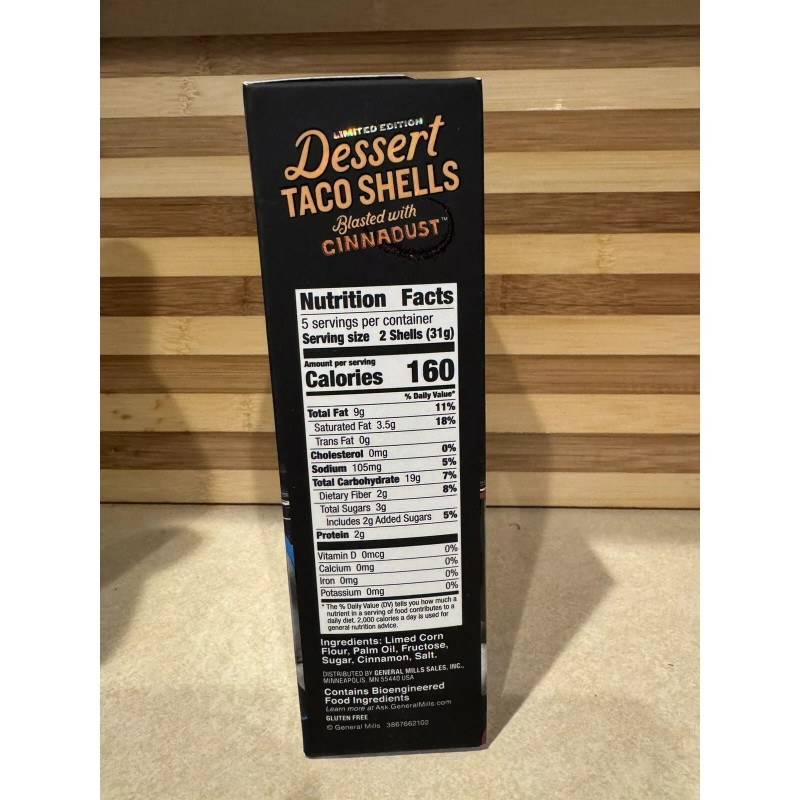 LIMITED EDITION
Dessert
TACO SHELLS
Blasted with
CINNADUST™
Nutrition Facts
5 servings per container
Serving size 2 Shells (31g)
Amount per serving
Calories 160
% Daily Value*
Total Fat 9g 11%
Saturated Fat 3.5g 18%
Trans Fat 0g
Cholesterol 0mg 0%
Sodium 105mg 5%
Total Carbohydrate 19g 7%
Dietary Fiber 2g 8%
Total Sugars 3g
Includes 2g Added Sugars 5%
Protein 2g
Vitamin D 0mcg 0%
Calcium 0mg 0%
Iron 0mg 0%
Potassium 0mg 0%
* The % Daily Value (DV) tells you how much a
nutrient in a serving of food contributes to a
daily diet. 2,000 calories a day is used for
general nutrition advice.
Ingredients: Limed Corn
Flour, Palm Oil, Fructose,
Sugar, Cinnamon, Salt.
DISTRIBUTED BY GENERAL MILLS SALES, INC.,
MINNEAPOLIS, MN 55440 USA
Contains Bioengineered
Food Ingredients
Learn more at Ask.GeneralMills.com
GLUTEN FREE
© General Mills 3867662102